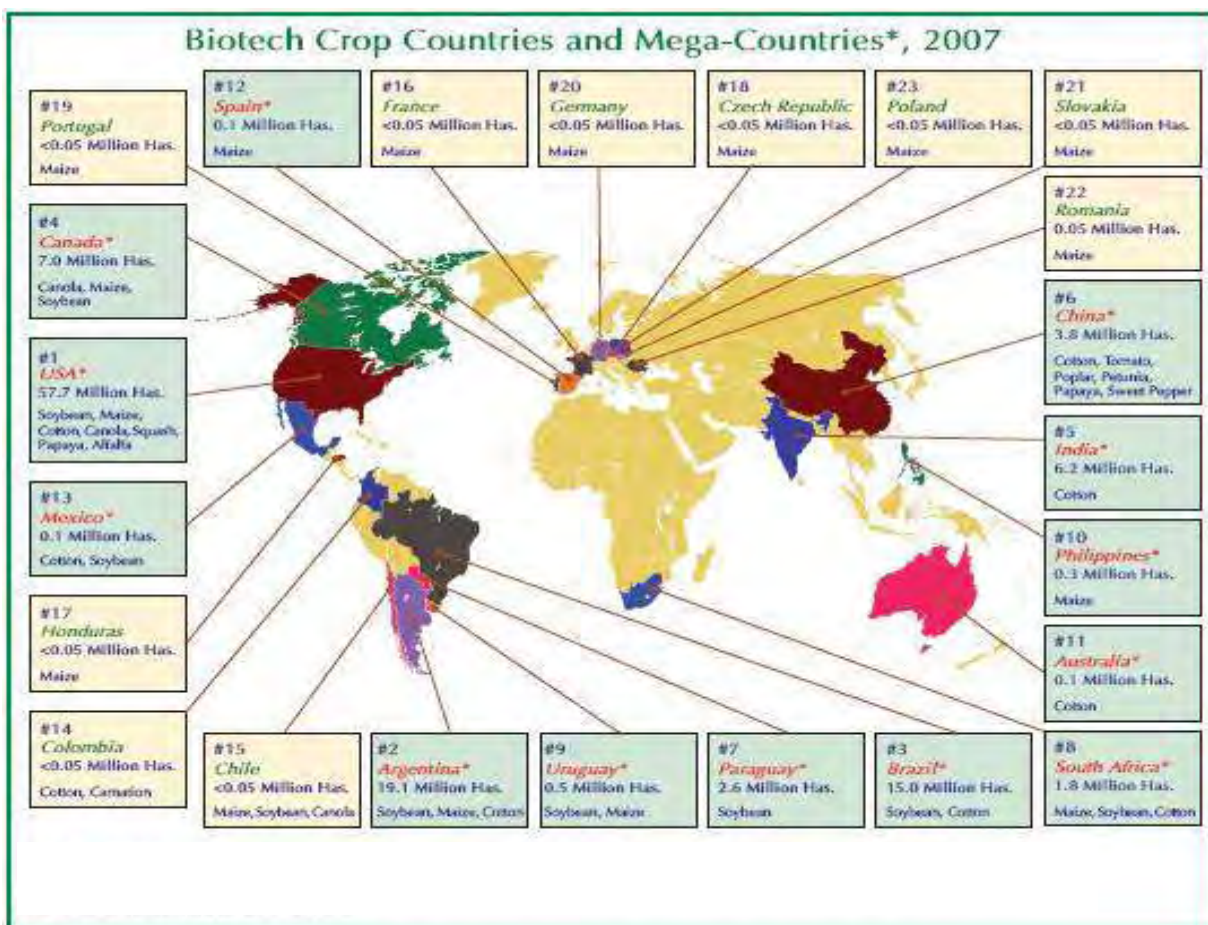 Biotech Crop Countries and Mega-Countries*, 2007
#19
Portugal
<0.05 Million Has.
Maize
#12
Spain*
0.1 Million Has.
Maize
#16
France
<0.05 Million Has.
Maize
#20
Germany
<0.05 Million Has.
Maize
#18
Czech Republic
<0.05 Million Has.
Maize
#23
Poland
<0.05 Million Has.
Maize
#21
Slovakia
<0.05 Million Has.
Maize
#22
Romania
0.05 Million Has.
Maize
#4
Canada*
7.0 Million Has.
Canola, Maize,
Soybean
#6
China*
3.8 Million Has.
Cotton, Tomato,
Poplar, Petunia,
Papaya, Sweet Pepper
#1
USA*
57.7 Million Has.
Soybean, Maize,
Cotton, Canola, Squash,
Papaya, Alfalfa
#5
India*
6.2 Million Has.
Cotton
#13
Mexico*
0.1 Million Has.
Cotton, Soybean
#10
Philippines*
0.3 Million Has.
Maize
#17
Honduras
<0.05 Million Has.
Maize
#11
Australia*
0.1 Million Has.
Cotton
#14
Colombia
<0.05 Million Has.
Cotton, Carnation
#15
Chile
<0.05 Million Has.
Maize, Soybean, Canola
#2
Argentina*
19.1 Million Has.
Soybean, Maize, Cotton
#9
Uruguay*
0.5 Million Has.
Soybean, Maize
#7
Paraguay*
2.6 Million Has.
Soybean
#3
Brazil*
15.0 Million Has.
Soybean, Cotton
#8
South Africa*
1.8 Million Has.
Maize, Soybean, Cotton